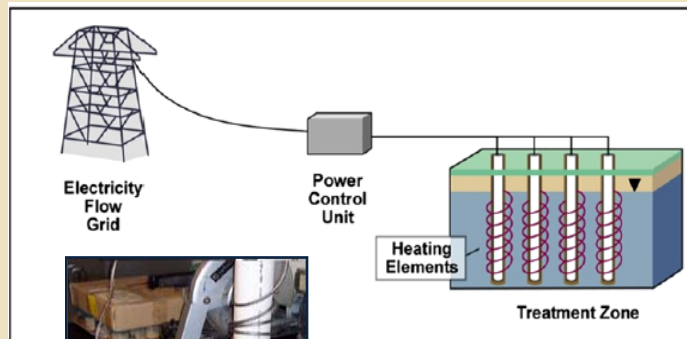 Electricity
Flow
Grid
Power
Control
Unit
Heating
Elements
Treatment Zone